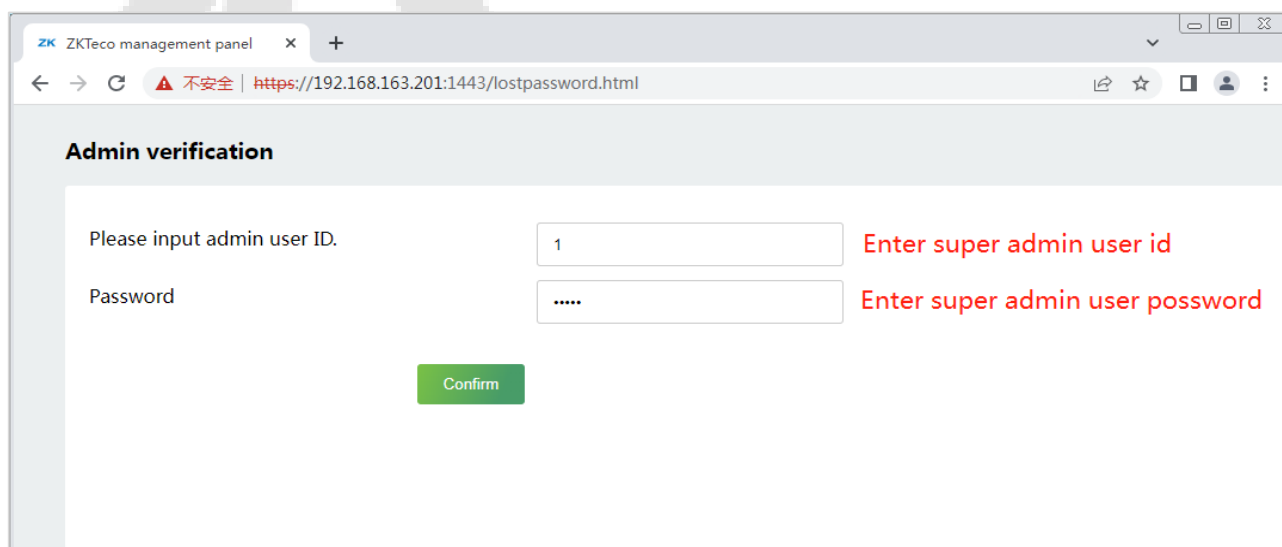 ZK ZKTeco management panel
不安全 | https://192.168.163.201:1443/lostpassword.html
Admin verification
Please input admin user ID. 1 Enter super admin user id
Password ••••• Enter super admin user possword
Confirm